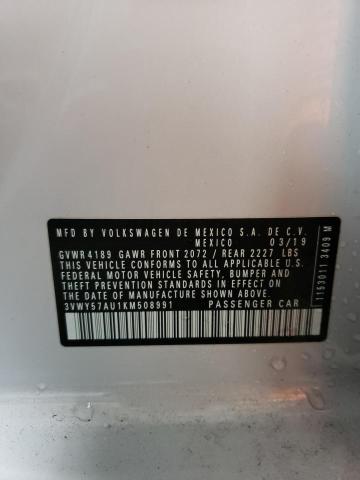 MFD BY VOLKSWAGEN DE MEXICO S.A. DE C.V.
MEXICO 03/19
GVWR 4189 GAWR FRONT 2072 / REAR 2227 LBS
THIS VEHICLE CONFORMS TO ALL APPLICABLE U.S.
FEDERAL MOTOR VEHICLE SAFETY, BUMPER AND
THEFT PREVENTION STANDARDS IN EFFECT ON THE
DATE OF MANUFACTURE SHOWN ABOVE
3VWY57AU1KM508991 PASSENGER CAR
1153011 3409 M